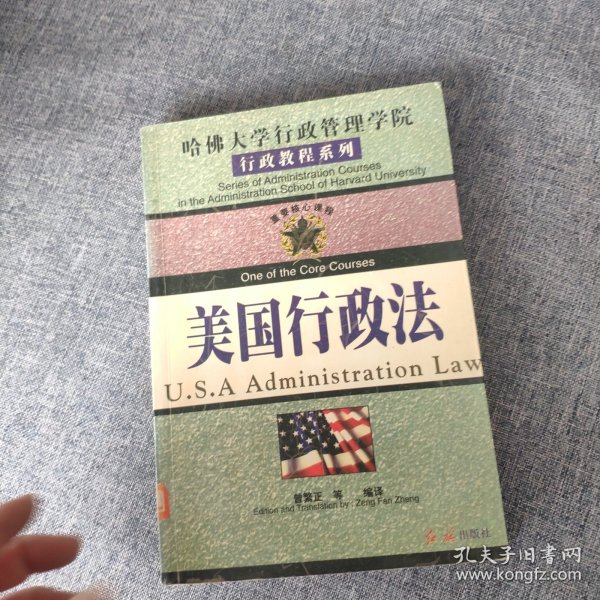 哈佛大学行政管理学院
行政教程系列
Series of Administration Courses
in the Administration School of Harvard University
重要核心课程
One of the Core Courses
美国行政法
U.S.A Administration Law
曾繁正 等 编译
Edition and Translation by: Zeng Fan Zheng
红旗出版社
孔夫子旧书网
www.kongfz.com